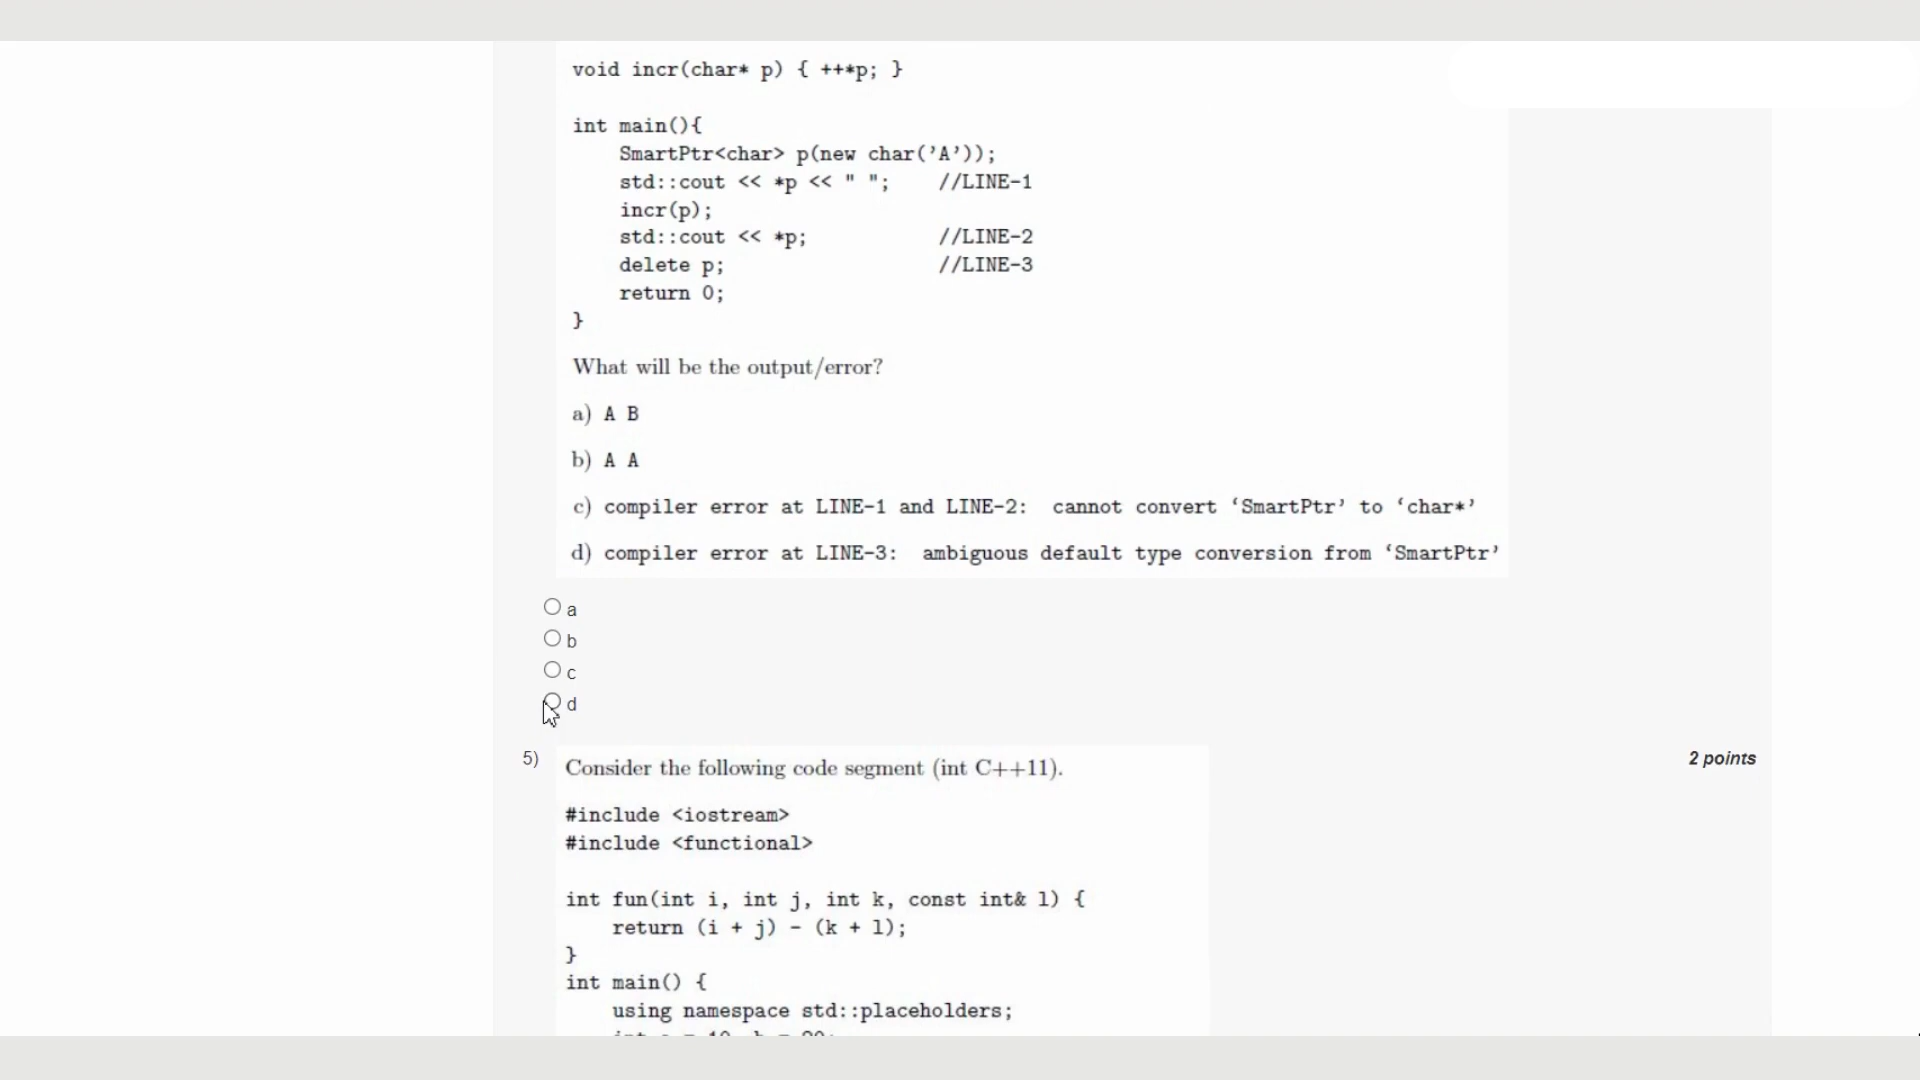 void incr(char* p) { ++*p; }
int main(){
SmartPtr<char> p(new char(’A’));
std::cout << *p << " "; //LINE-1
incr(p);
std::cout << *p; //LINE-2
delete p; //LINE-3
return 0;
}
What will be the output/error?
a) A B
b) A A
c) compiler error at LINE-1 and LINE-2: cannot convert ‘SmartPtr’ to ‘char*’
d) compiler error at LINE-3: ambiguous default type conversion from ‘SmartPtr’
a
b
c
d
5) Consider the following code segment (int C++11). 2 points
#include <iostream>
#include <functional>
int fun(int i, int j, int k, const int& l) {
return (i + j) - (k + l);
}
int main() {
using namespace std::placeholders;